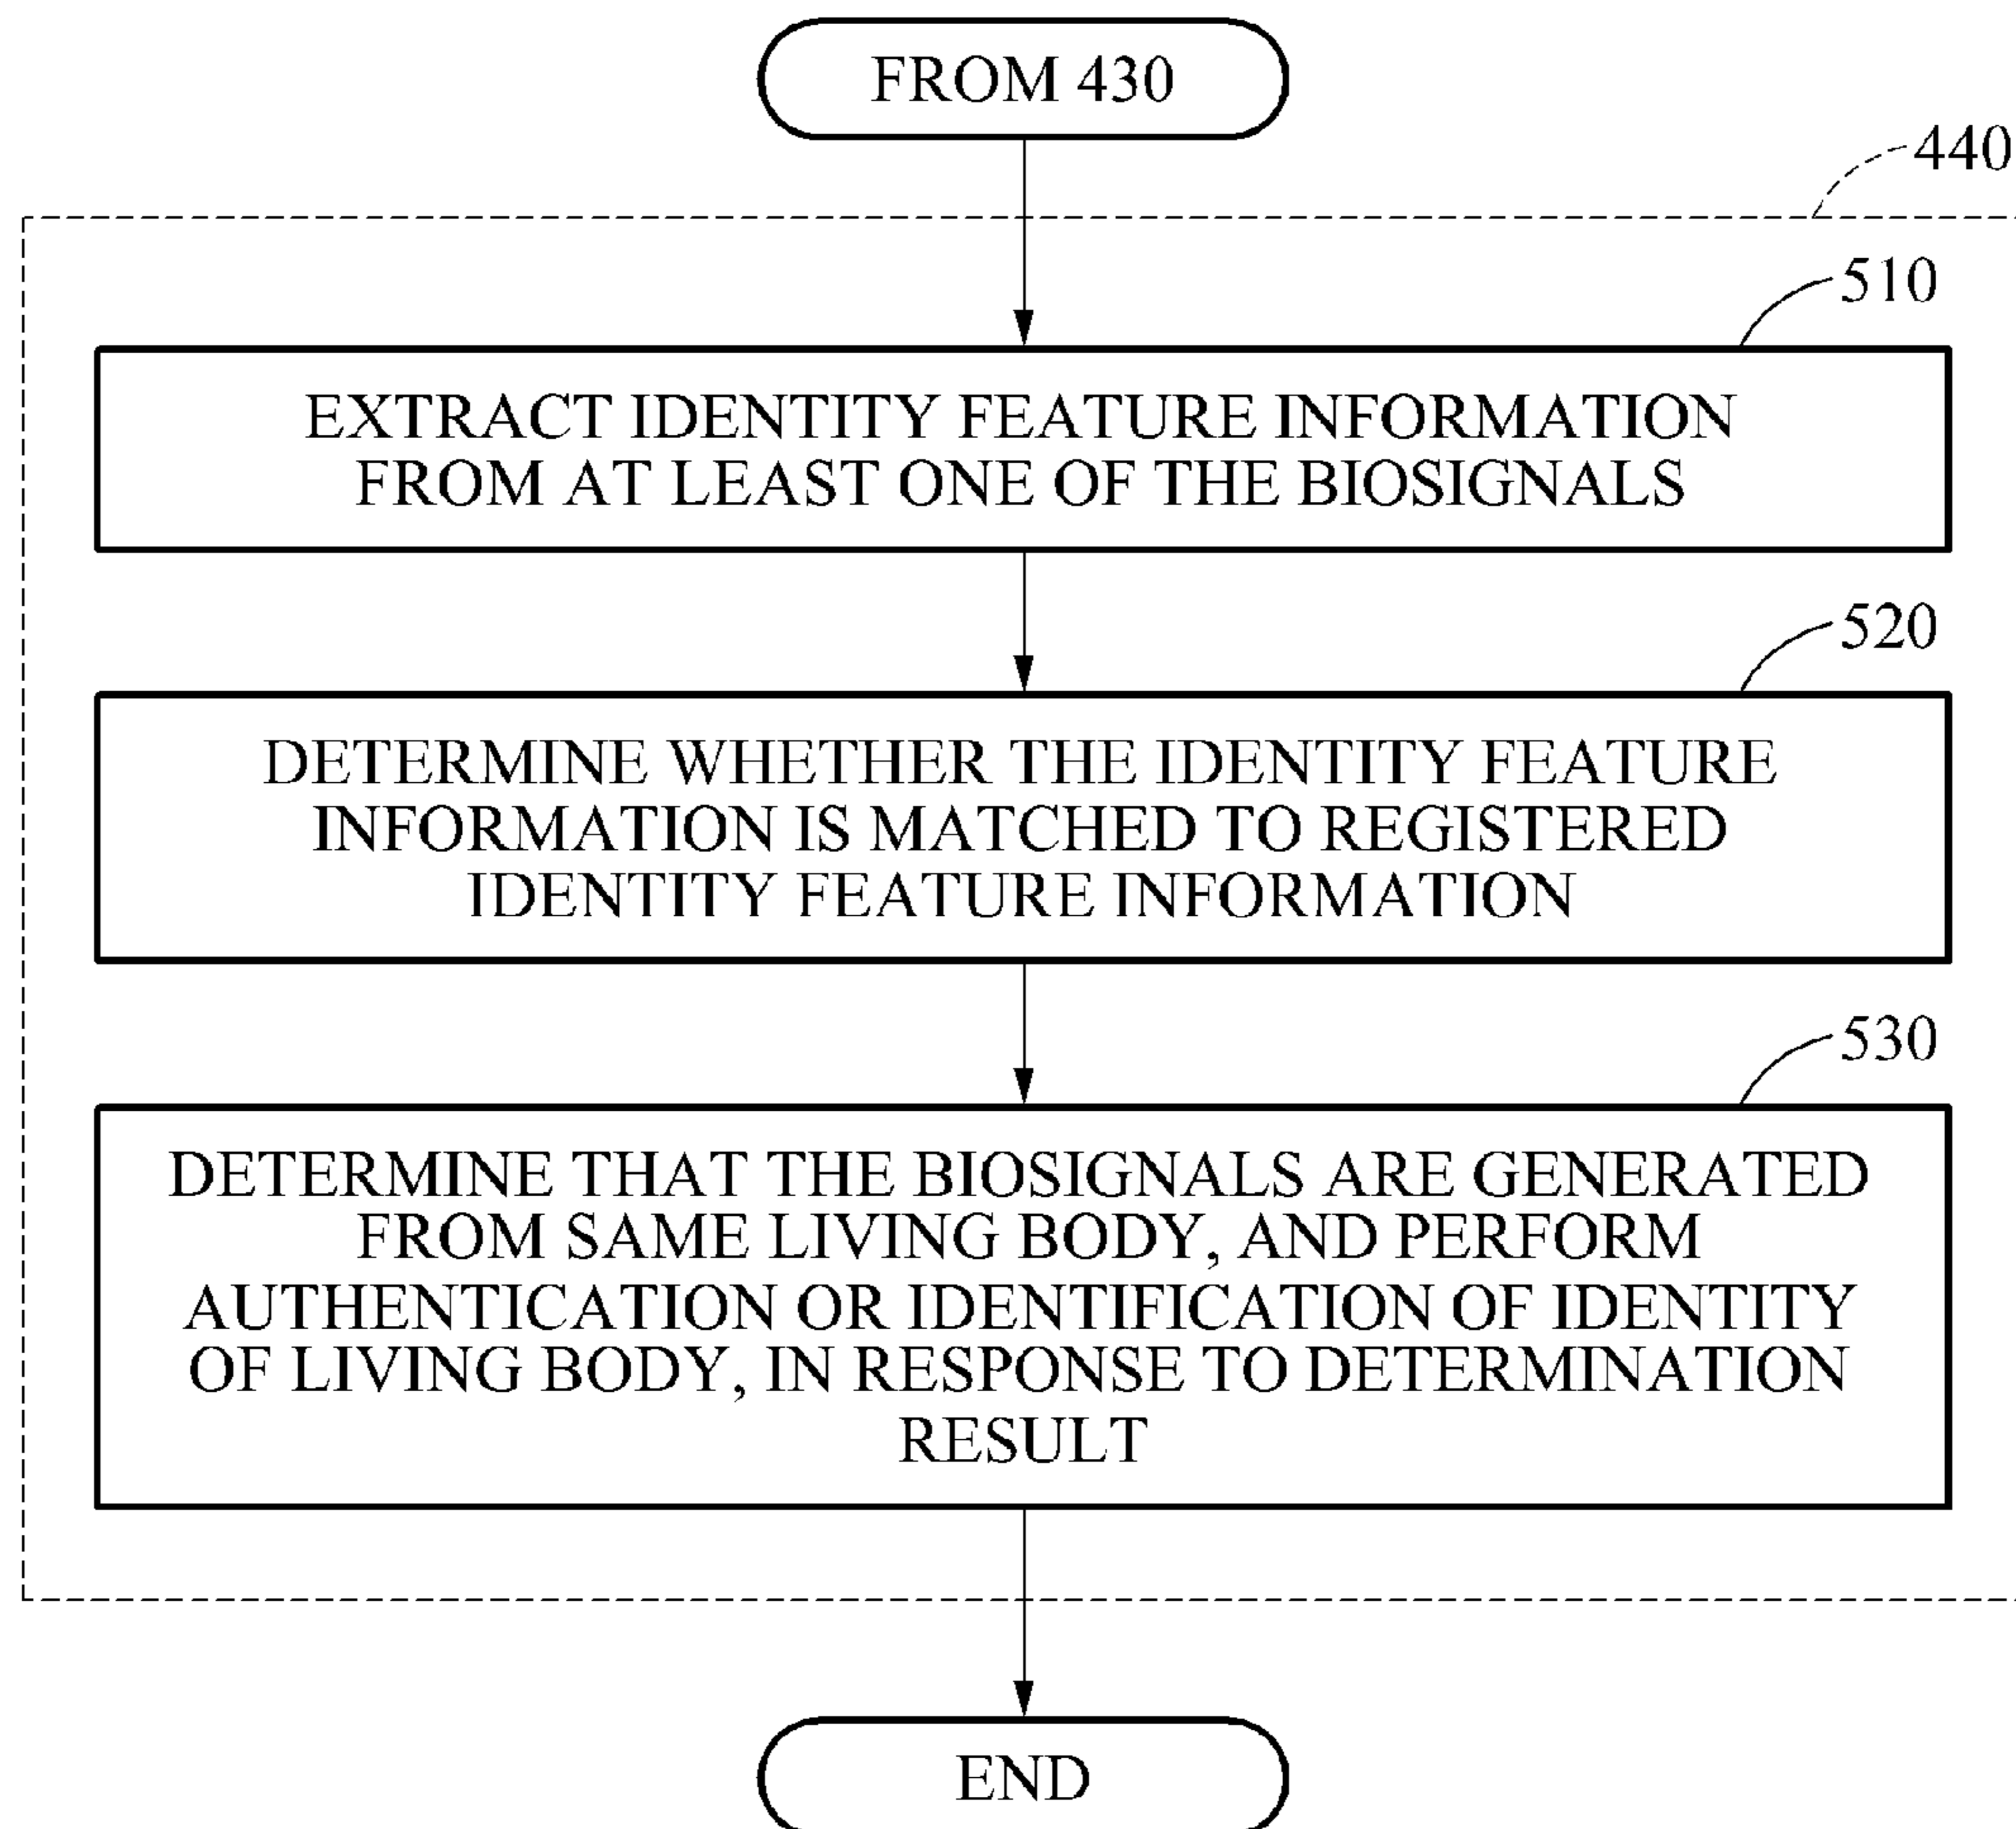 FROM 430
440
510
EXTRACT IDENTITY FEATURE INFORMATION
FROM AT LEAST ONE OF THE BIOSIGNALS
520
DETERMINE WHETHER THE IDENTITY FEATURE
INFORMATION IS MATCHED TO REGISTERED
IDENTITY FEATURE INFORMATION
530
DETERMINE THAT THE BIOSIGNALS ARE GENERATED
FROM SAME LIVING BODY, AND PERFORM
AUTHENTICATION OR IDENTIFICATION OF IDENTITY
OF LIVING BODY, IN RESPONSE TO DETERMINATION
RESULT
END